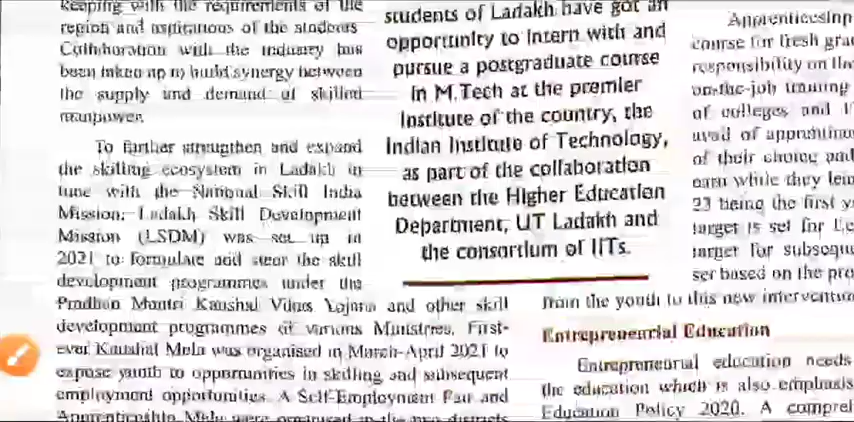 keeping with the requirements of the
region and aspirations of the students
Collaboration with the industry has
been taken up to build synergy between
the supply and demand of skilled
manpower.
To further strengthen and expand
the skilling ecosystem in Ladakh in
tune with the National Skill India
Mission, Ladakh Skill Development
Mission (LSDM) was set up in
2021 to formulate and steer the skill
development programmes under the
Pradhan Mantri Kaushal Vikas Yojana and other skill
development programmes of various Ministries. First-
ever Kaushal Mela was organised in March-April 2021 to
expose youth to opportunities in skilling and subsequent
employment opportunities. A Self-Employment Fair and
Apprenticeship Mela were organised in the two districts
students of Ladakh have got an
opportunity to intern with and
pursue a postgraduate course
in M.Tech at the premier
Institute of the country, the
Indian Institute of Technology,
as part of the collaboration
between the Higher Education
Department, UT Ladakh and
the consortium of IITs.
Apprenticeship
course for fresh
responsibility on
on-the-job training
of colleges and
avail of
of their choice and
earn while they
23 being the first
target is set for
target for
set based on the
from the youth to this new
Entrepreneurial Education
Entrepreneurial education needs
the education which is also
Education Policy 2020. A